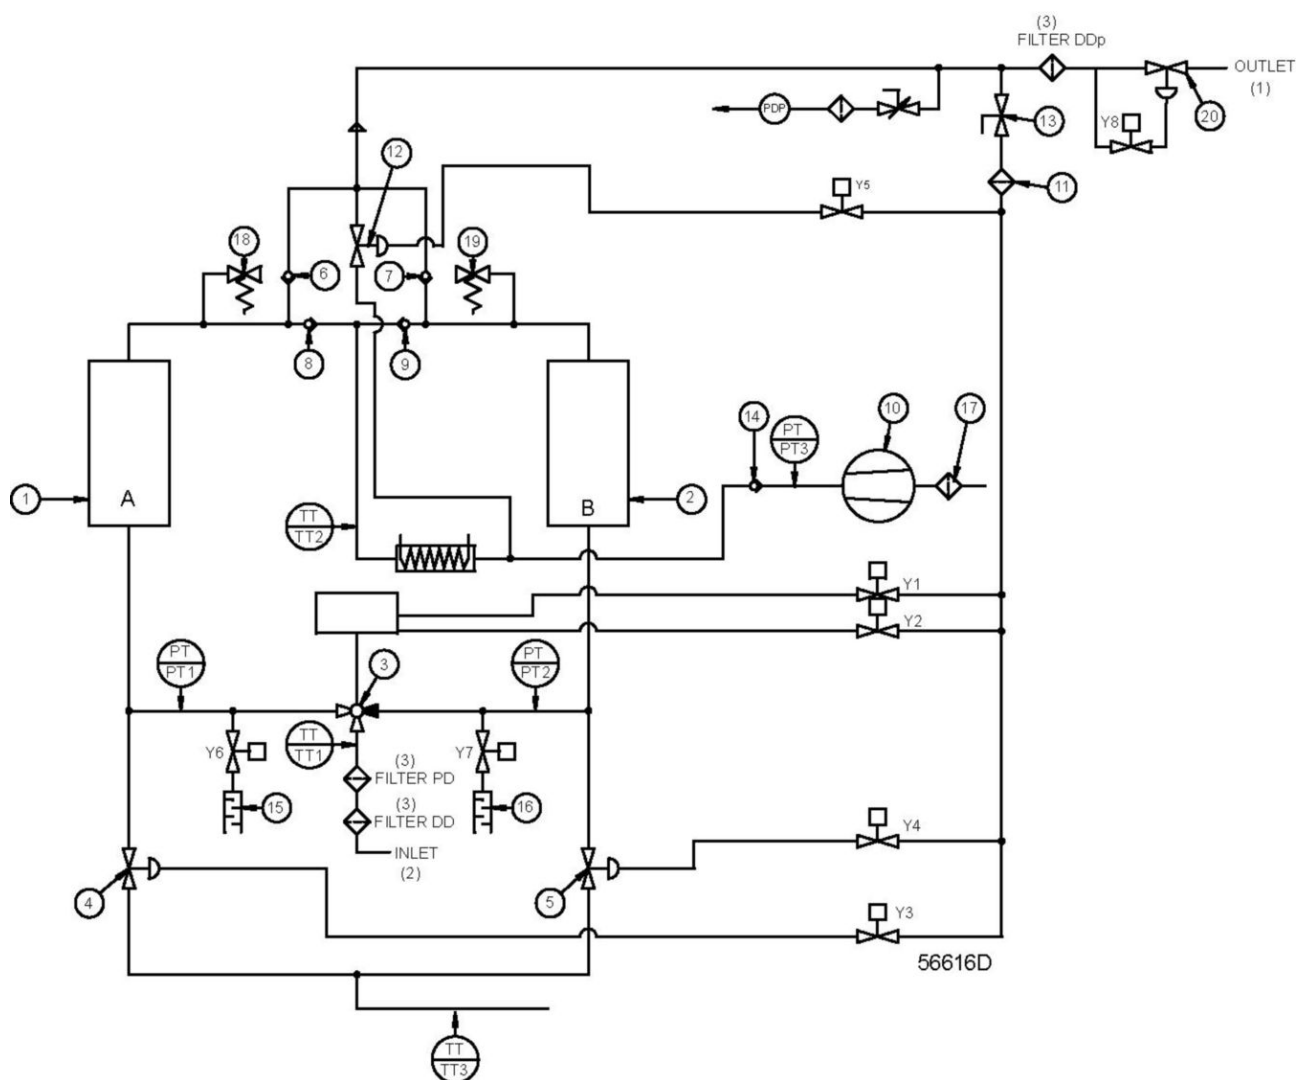 (3)
FILTER DDp
OUTLET
(1)
20
PDP
13
Y8
12
11
Y5
18
19
6
7
8
9
14
PT
PT3
10
17
1
A
B
2
TT
TT2
Y1
Y2
PT
PT1
3
PT
PT2
TT
TT1
Y6
Y7
(3)
FILTER PD
15
16
(3)
FILTER DD
INLET
(2)
Y4
4
5
Y3
56616D
TT
TT3